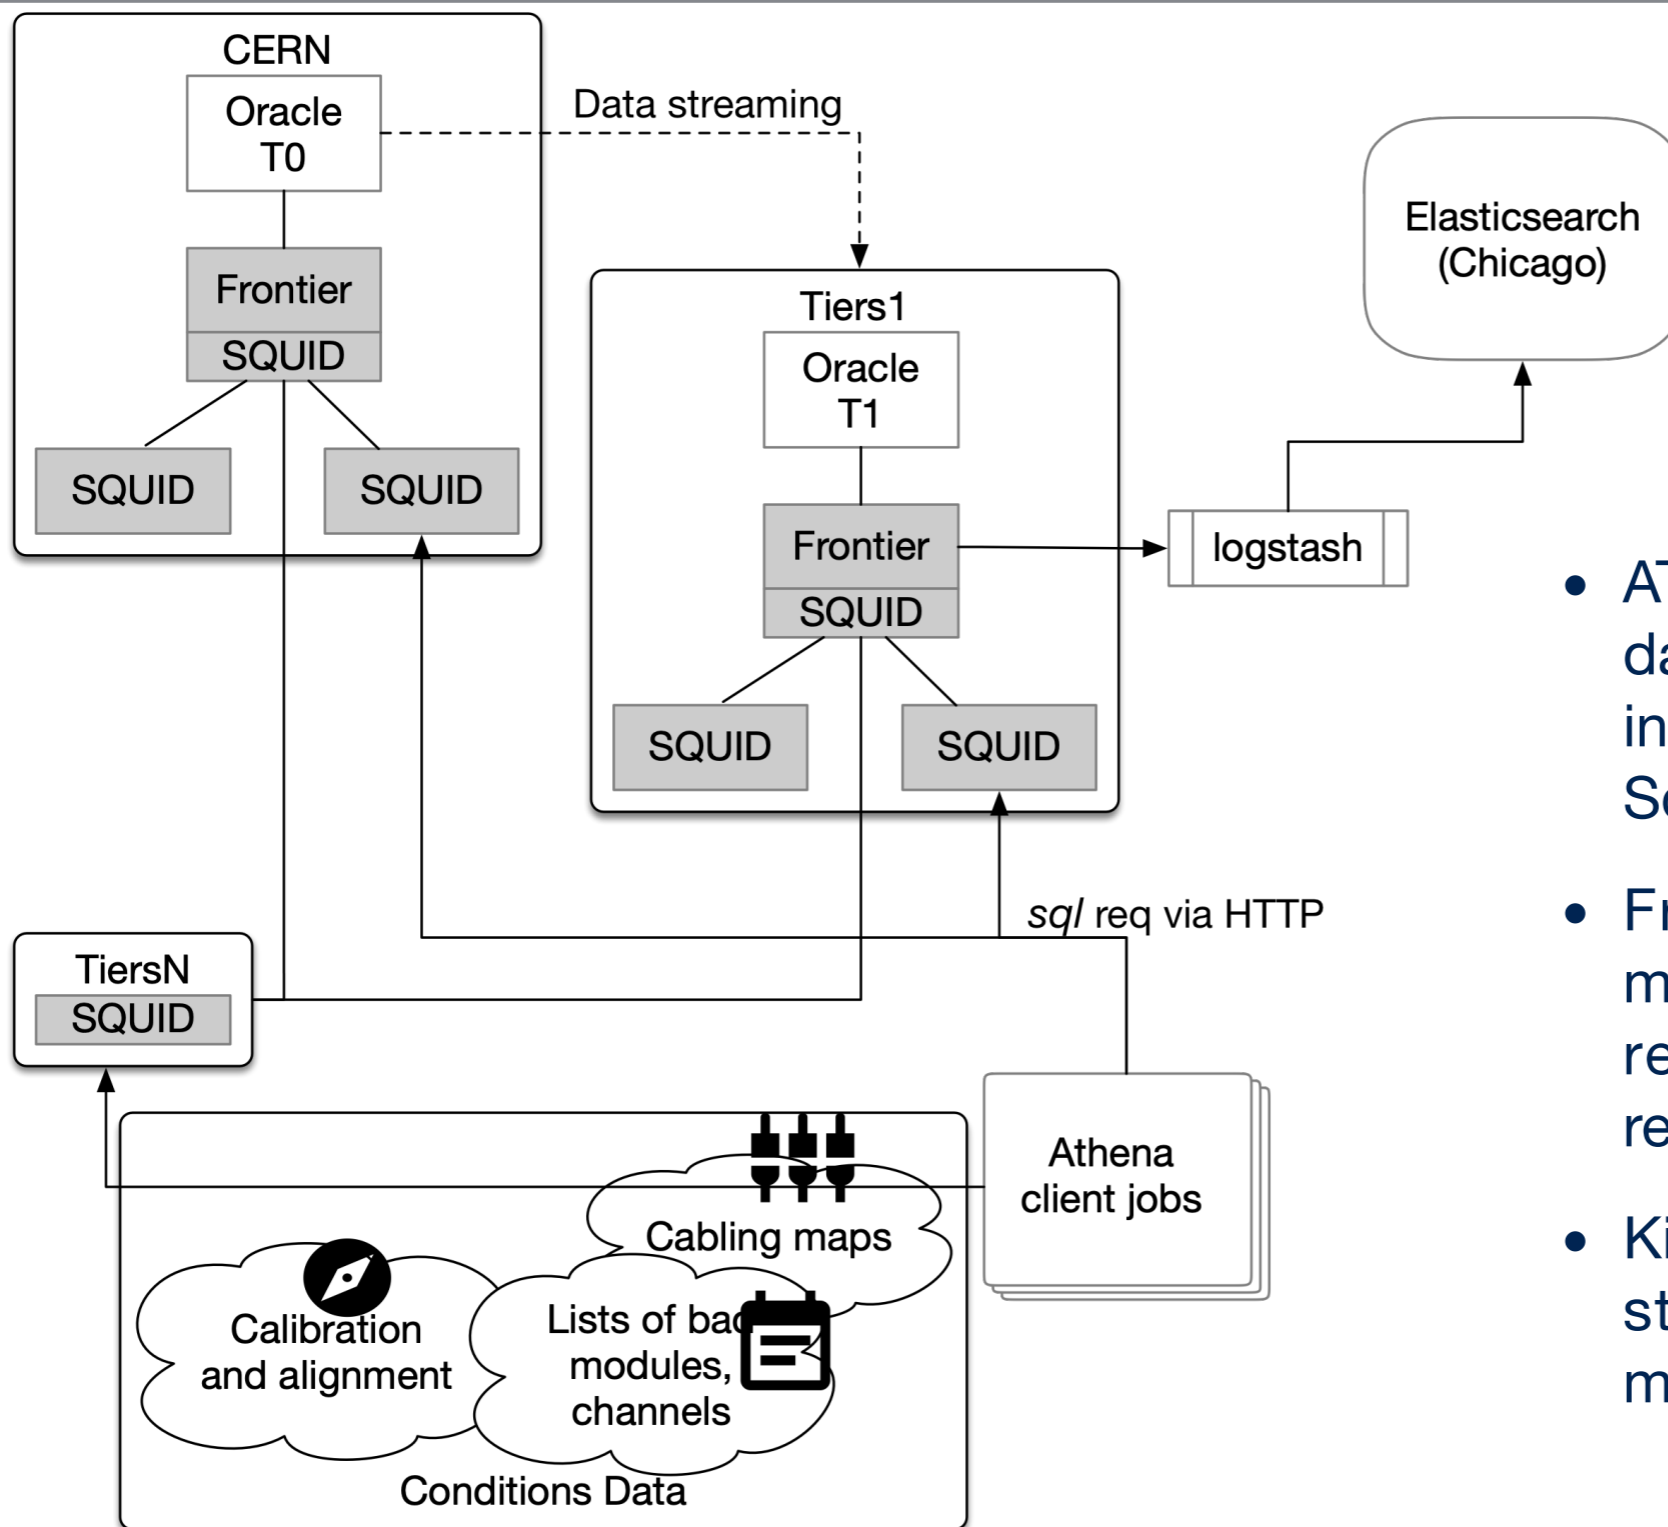 CERN
Oracle
T0
Data streaming
Frontier
SQUID
SQUID
SQUID
Tiers1
Oracle
T1
Frontier
SQUID
SQUID
SQUID
Elasticsearch
(Chicago)
logstash
sql req via HTTP
TiersN
SQUID
Athena
client jobs
Cabling maps
Calibration
and alignment
Lists of bad
modules,
channels
Conditions Data